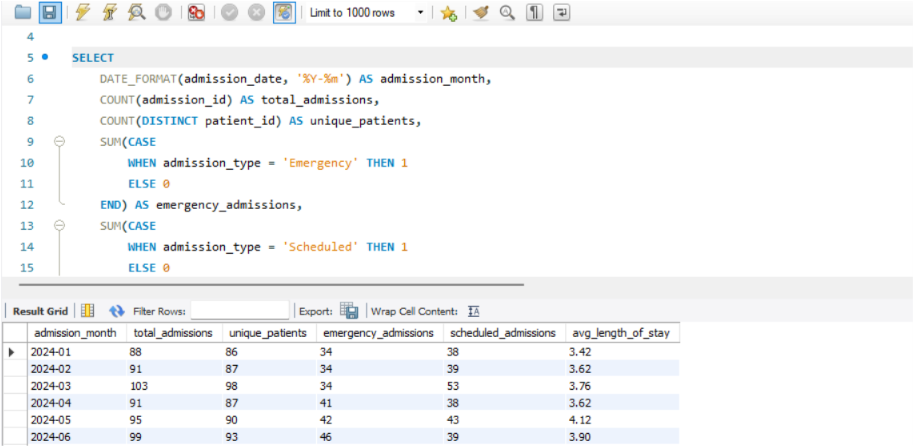 Limit to 1000 rows
4
5 SELECT
6 DATE_FORMAT(admission_date, '%Y-%m') AS admission_month,
7 COUNT(admission_id) AS total_admissions,
8 COUNT(DISTINCT patient_id) AS unique_patients,
9 SUM(CASE
10 WHEN admission_type = 'Emergency' THEN 1
11 ELSE 0
12 END) AS emergency_admissions,
13 SUM(CASE
14 WHEN admission_type = 'Scheduled' THEN 1
15 ELSE 0
Result Grid Filter Rows: Export: Wrap Cell Content: IA
admission_month total_admissions unique_patients emergency_admissions scheduled_admissions avg_length_of_stay
2024-01 88 86 34 38 3.42
2024-02 91 87 34 39 3.62
2024-03 103 98 34 53 3.76
2024-04 91 87 41 38 3.62
2024-05 95 90 42 43 4.12
2024-06 99 93 46 39 3.90